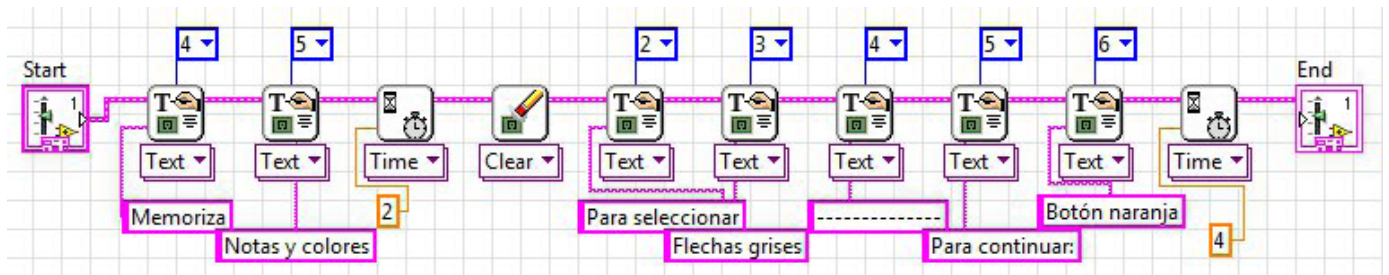 4 5 2 3 4 5 6
Start End
1 T T T T T T T 1
Text Text Time Clear Text Text Text Text Text Time
Memoriza 2 Para seleccionar -------------- Botón naranja
Notas y colores Flechas grises Para continuar: 4